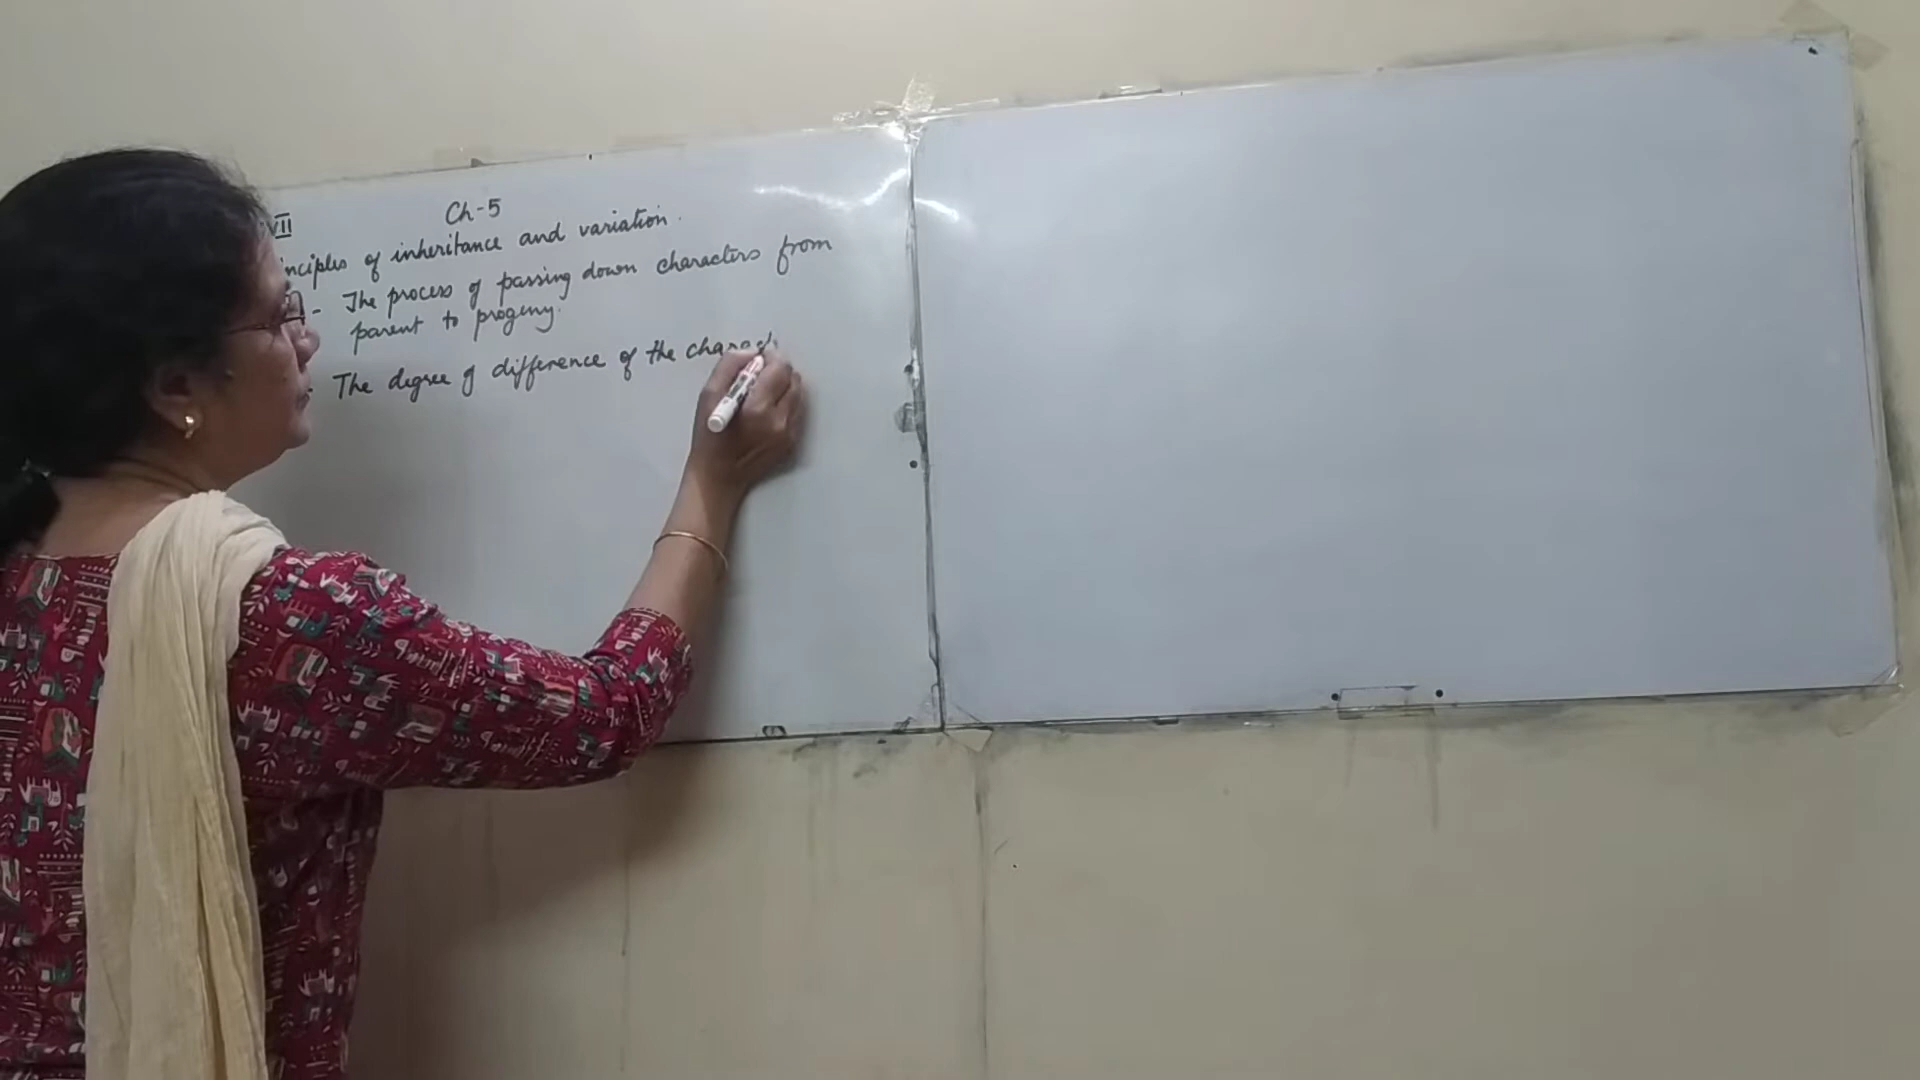 VII
Ch-5
inciples of inheritance and variation.
- The process of passing down characters from
parent to progeny.
- The degree of difference of the charact